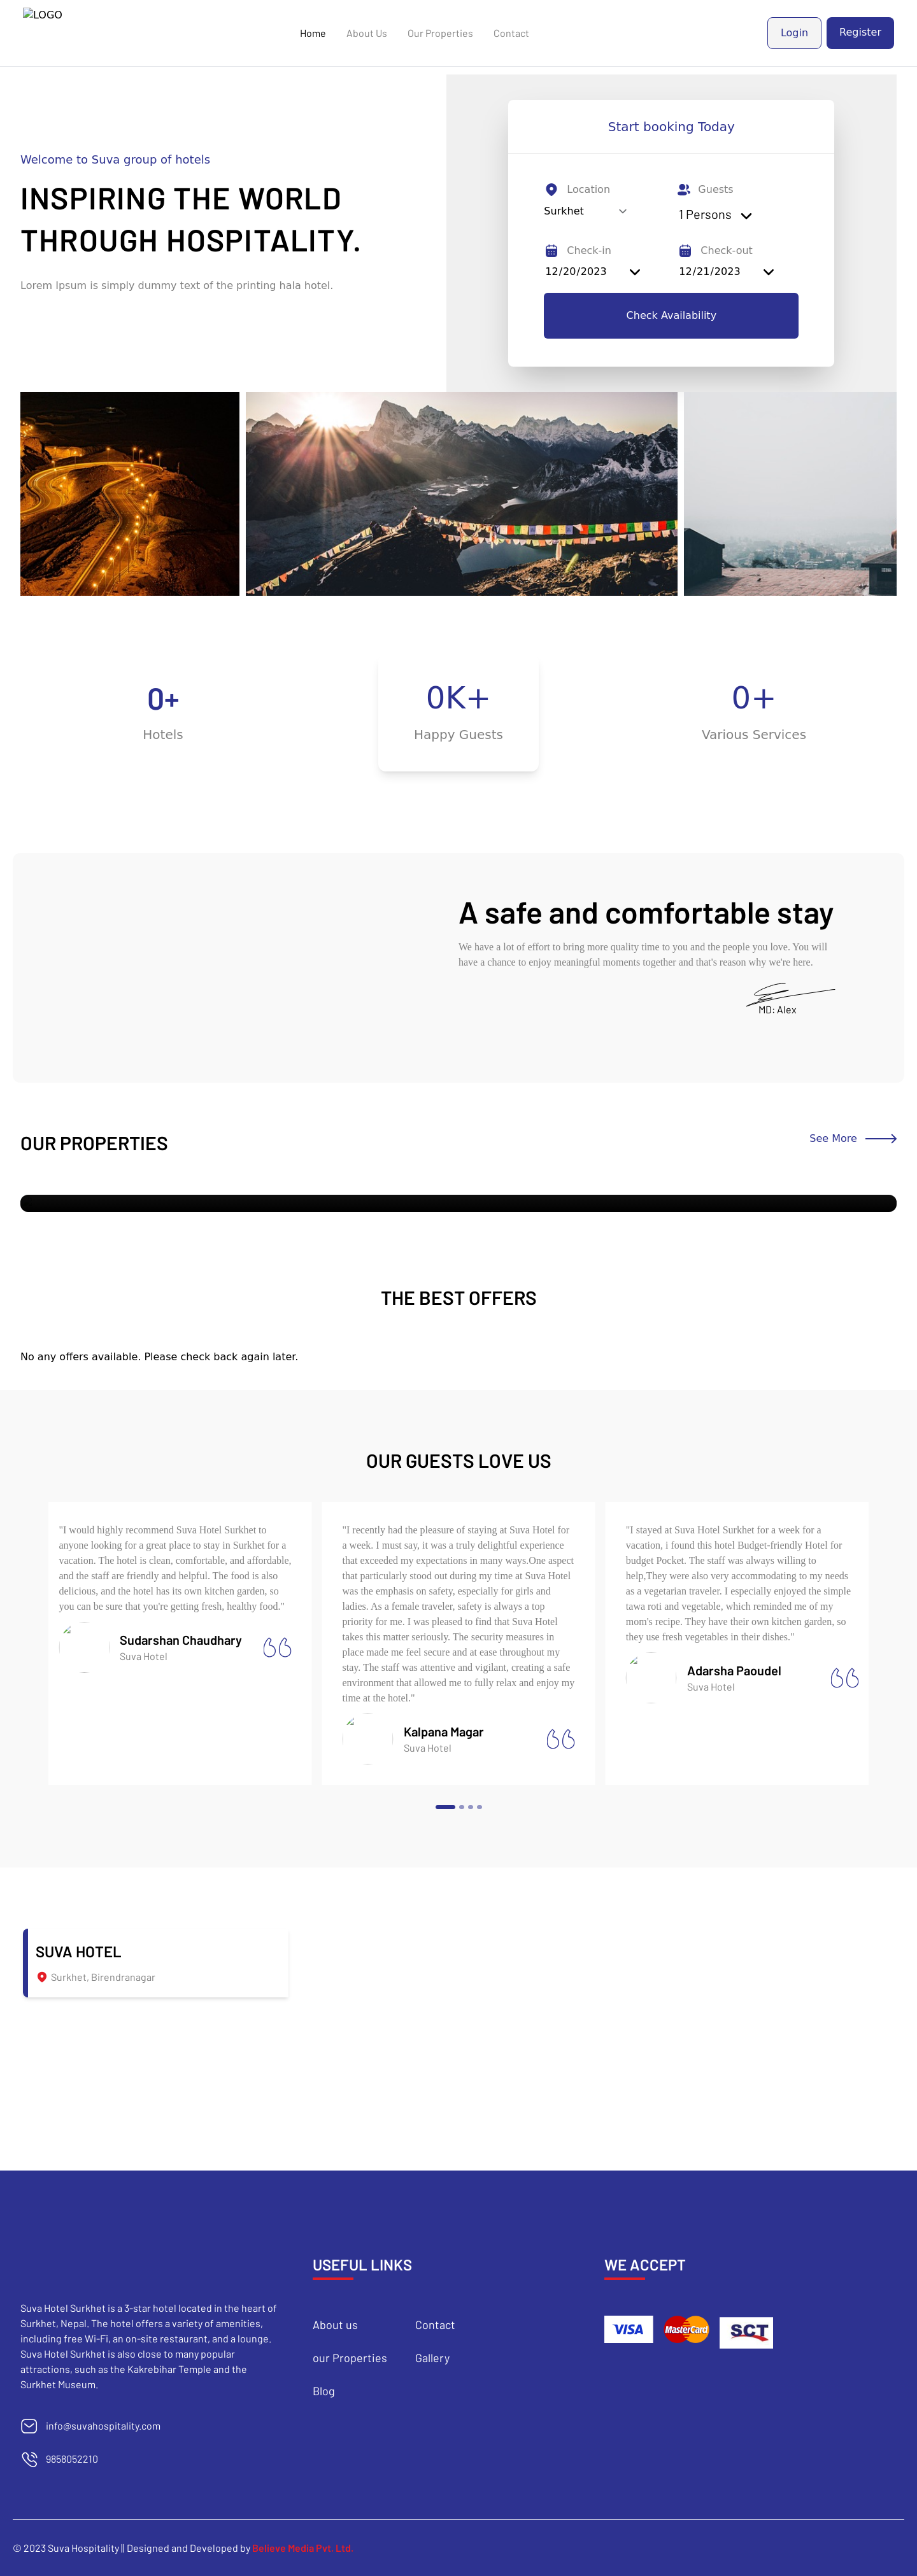 LOGO
Home About Us Our Properties Contact
Login Register
Welcome to Suva group of hotels
INSPIRING THE WORLD
THROUGH HOSPITALITY.
Lorem Ipsum is simply dummy text of the printing hala hotel.
Start booking Today
Location Guests
Surkhet 1 Persons
Check-in Check-out
12/20/2023 12/21/2023
Check Availability
0+ 0K+ 0+
Hotels Happy Guests Various Services
A safe and comfortable stay
We have a lot of effort to bring more quality time to you and the people you love. You will
have a chance to enjoy meaningful moments together and that's reason why we're here.
MD: Alex
OUR PROPERTIES
See More
THE BEST OFFERS
No any offers available. Please check back again later.
OUR GUESTS LOVE US
"I would highly recommend Suva Hotel Surkhet to
anyone looking for a great place to stay in Surkhet for a
vacation. The hotel is clean, comfortable, and affordable,
and the staff are friendly and helpful. The food is also
delicious, and the hotel has its own kitchen garden, so
you can be sure that you're getting fresh, healthy food."
Sudarshan Chaudhary
Suva Hotel
"I recently had the pleasure of staying at Suva Hotel for
a week. I must say, it was a truly delightful experience
that exceeded my expectations in many ways.One aspect
that particularly stood out during my time at Suva Hotel
was the emphasis on safety, especially for girls and
ladies. As a female traveler, safety is always a top
priority for me. I was pleased to find that Suva Hotel
takes this matter seriously. The security measures in
place made me feel secure and at ease throughout my
stay. The staff was attentive and vigilant, creating a safe
environment that allowed me to fully relax and enjoy my
time at the hotel."
Kalpana Magar
Suva Hotel
"I stayed at Suva Hotel Surkhet for a week for a
vacation, i found this hotel Budget-friendly Hotel for
budget Pocket. The staff was always willing to
help,They were also very accommodating to my needs
as a vegetarian traveler. I especially enjoyed the simple
tawa roti and vegetable, which reminded me of my
mom's recipe. They have their own kitchen garden, so
they use fresh vegetables in their dishes."
Adarsha Paoudel
Suva Hotel
SUVA HOTEL
Surkhet, Birendranagar
Suva Hotel Surkhet is a 3-star hotel located in the heart of
Surkhet, Nepal. The hotel offers a variety of amenities,
including free Wi-Fi, an on-site restaurant, and a lounge.
Suva Hotel Surkhet is also close to many popular
attractions, such as the Kakrebihar Temple and the
Surkhet Museum.
info@suvahospitality.com
9858052210
USEFUL LINKS
About us Contact
our Properties Gallery
Blog
WE ACCEPT
VISA MasterCard SCT
© 2023 Suva Hospitality || Designed and Developed by Believe Media Pvt. Ltd.